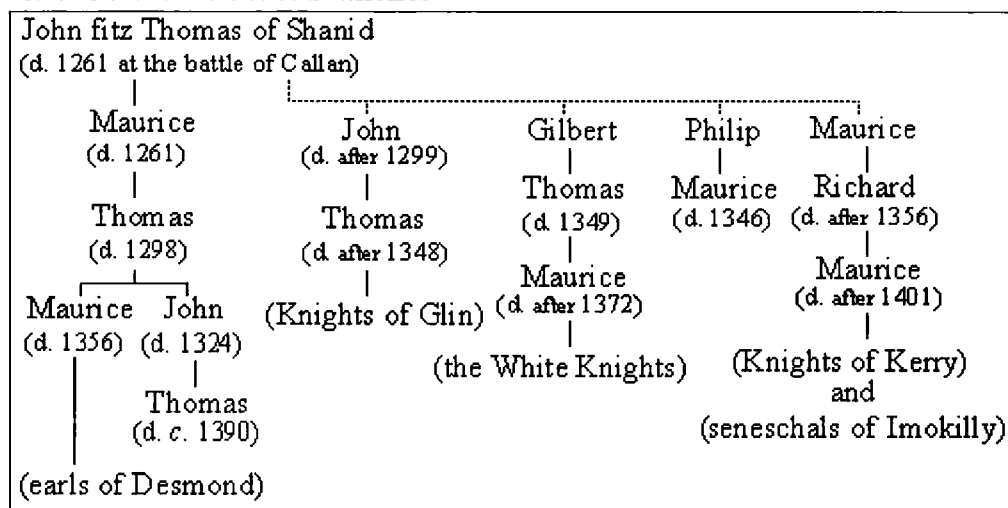 John fitz Thomas of Shanid
(d. 1261 at the battle of Callan)
Maurice
(d. 1261)
Thomas
(d. 1298)
Maurice
(d. 1356)
John
(d. 1324)
Thomas
(d. c. 1390)
(earls of Desmond)
John
(d. after 1299)
Thomas
(d. after 1348)
(Knights of Glin)
Gilbert
Thomas
(d. 1349)
Maurice
(d. after 1372)
(the White Knights)
Philip
Maurice
(d. 1346)
Maurice
Richard
(d. after 1356)
Maurice
(d. after 1401)
(Knights of Kerry)
and
(seneschals of Imokilly)